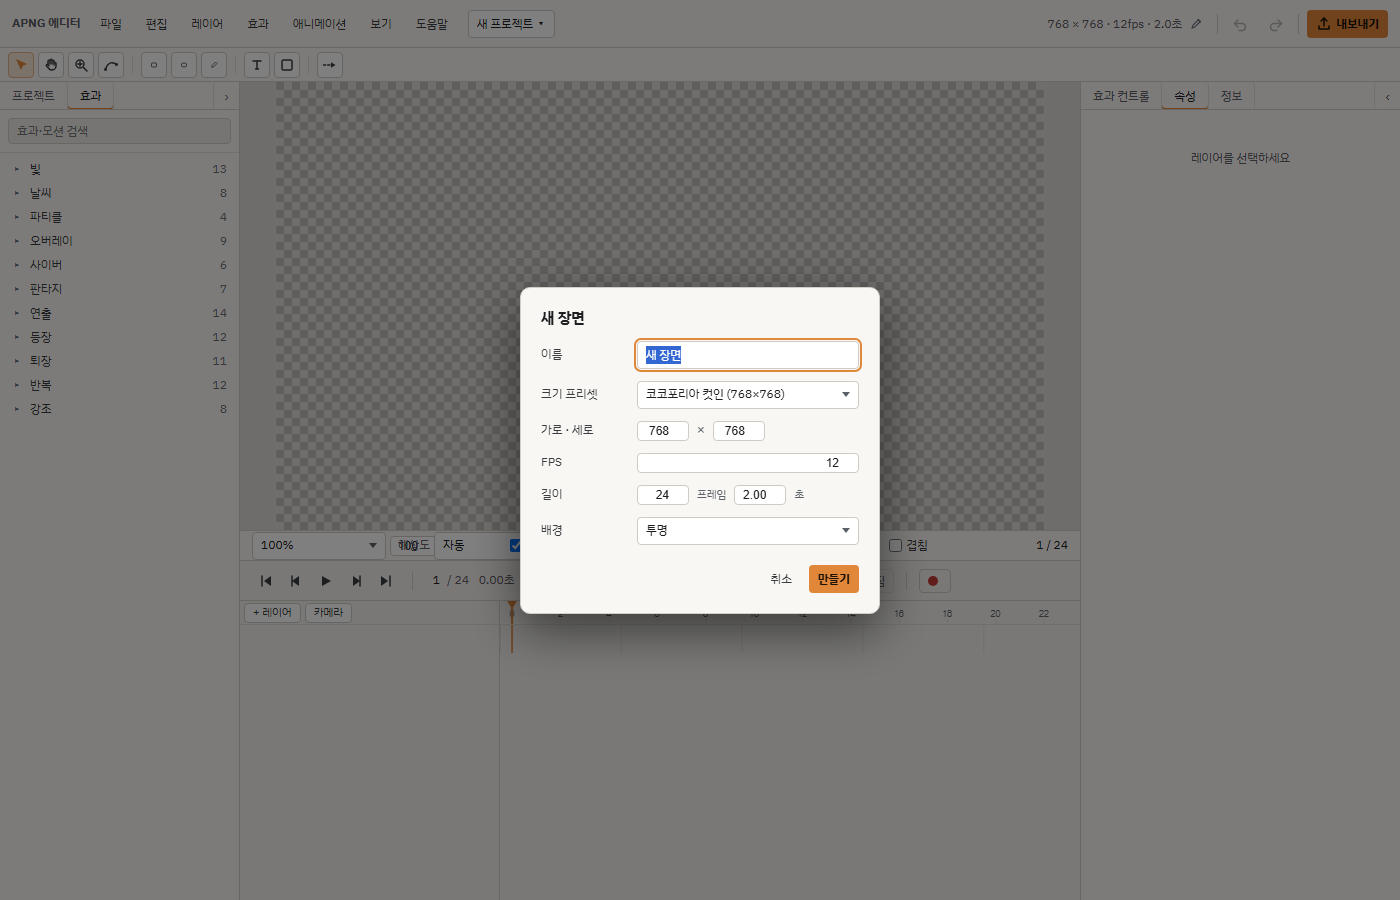 APNG 에디터 파일 편집 레이어 효과 애니메이션 보기 도움말 새 프로젝트 768 × 768 · 12fps · 2.0초 내보내기
프로젝트 효과
효과·모션 검색
빛 13
날씨 8
파티클 4
오버레이 9
사이버 6
판타지 7
연출 14
등장 12
퇴장 11
반복 12
강조 8
새 장면
이름 새 장면
크기 프리셋 코코포리아 컷인 (768×768)
가로 · 세로 768 × 768
FPS 12
길이 24 프레임 2.00 초
배경 투명
취소 만들기
100% 자동 겹침 1 / 24
1 / 24 0.00초
+ 레이어 카메라 16 18 20 22
효과 컨트롤 속성 정보
레이어를 선택하세요